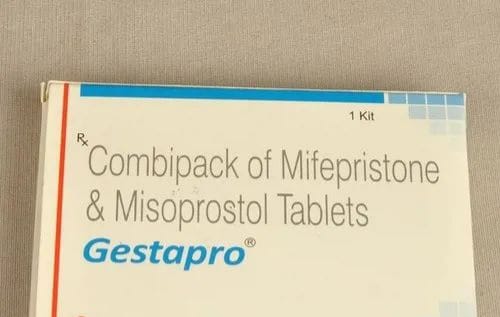 1 Kit
Rx Combipack of Mifepristone
& Misoprostol Tablets
Gestapro®